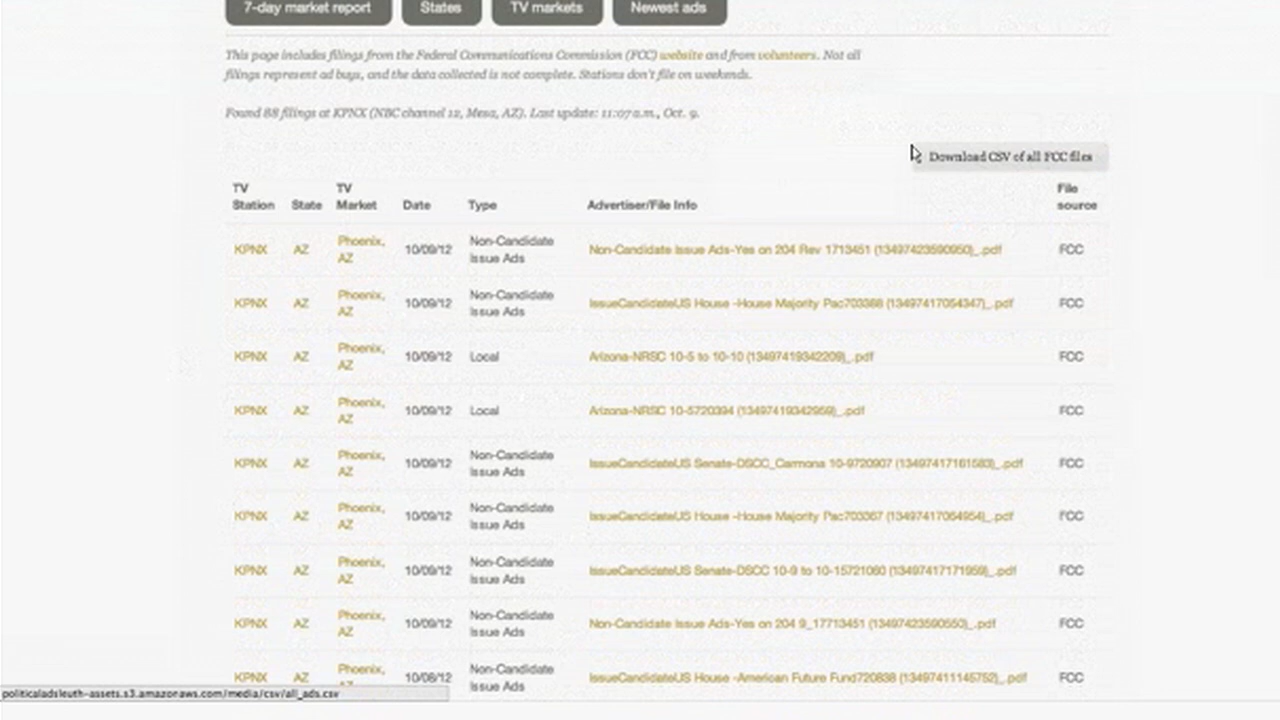 7-day market report States TV markets Newest ads
This page includes filings from the Federal Communications Commission (FCC) website and from volunteers. Not all
filings represent ad buys, and the data collected is not complete. Stations don't file on weekends.
Found 88 filings at KPNX (NBC channel 12, Mesa, AZ). Last update: 11:07 a.m., Oct. 9.
Download CSV of all FCC files
TV Station State TV Market Date Type Advertiser/File Info File source
KPNX AZ Phoenix, AZ 10/09/12 Non-Candidate Issue Ads Non-Candidate Issue Ads-Yes on 204 Rev 1713451 (13497423590950)_.pdf FCC
KPNX AZ Phoenix, AZ 10/09/12 Non-Candidate Issue Ads IssueCandidateUS House -House Majority Pac703388 (13497417054347)_.pdf FCC
KPNX AZ Phoenix, AZ 10/09/12 Local Arizona-NRSC 10-5 to 10-10 (13497419342209)_.pdf FCC
KPNX AZ Phoenix, AZ 10/09/12 Local Arizona-NRSC 10-5720394 (13497419342959)_.pdf FCC
KPNX AZ Phoenix, AZ 10/09/12 Non-Candidate Issue Ads IssueCandidateUS Senate-DSCC_Carmona 10-9720907 (13497417161583)_.pdf FCC
KPNX AZ Phoenix, AZ 10/09/12 Non-Candidate Issue Ads IssueCandidateUS House -House Majority Pac703367 (13497417064954)_.pdf FCC
KPNX AZ Phoenix, AZ 10/09/12 Non-Candidate Issue Ads IssueCandidateUS Senate-DSCC 10-9 to 10-15721060 (13497417171959)_.pdf FCC
KPNX AZ Phoenix, AZ 10/09/12 Non-Candidate Issue Ads Non-Candidate Issue Ads-Yes on 204 9_17713451 (13497423590550)_.pdf FCC
KPNX AZ Phoenix, AZ 10/08/12 Non-Candidate Issue Ads IssueCandidateUS House -American Future Fund720838 (13497411145752)_.pdf FCC
politicaladsleuth-assets.s3.amazonaws.com/media/csv/all_ads.csv